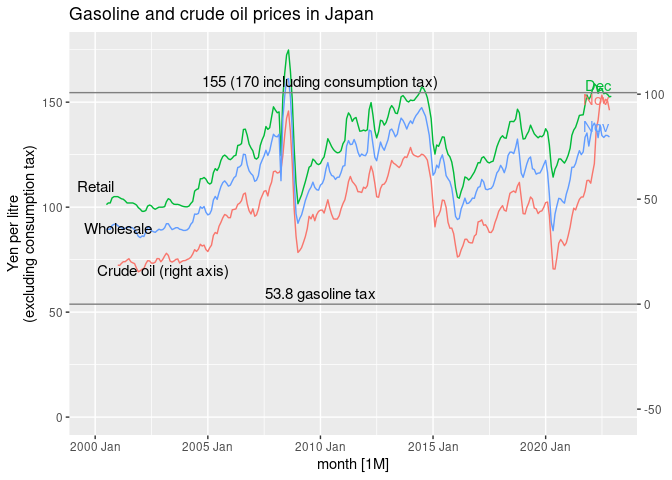 Gasoline and crude oil prices in Japan
155 (170 including consumption tax)
Dec
Nov
Nov
150
100
Retail
100
Wholesale
50
Crude oil (right axis)
53.8 gasoline tax
50
0
0
-50
2000 Jan
2005 Jan
2010 Jan
2015 Jan
2020 Jan
month [1M]
Yen per litre
(excluding consumption tax)